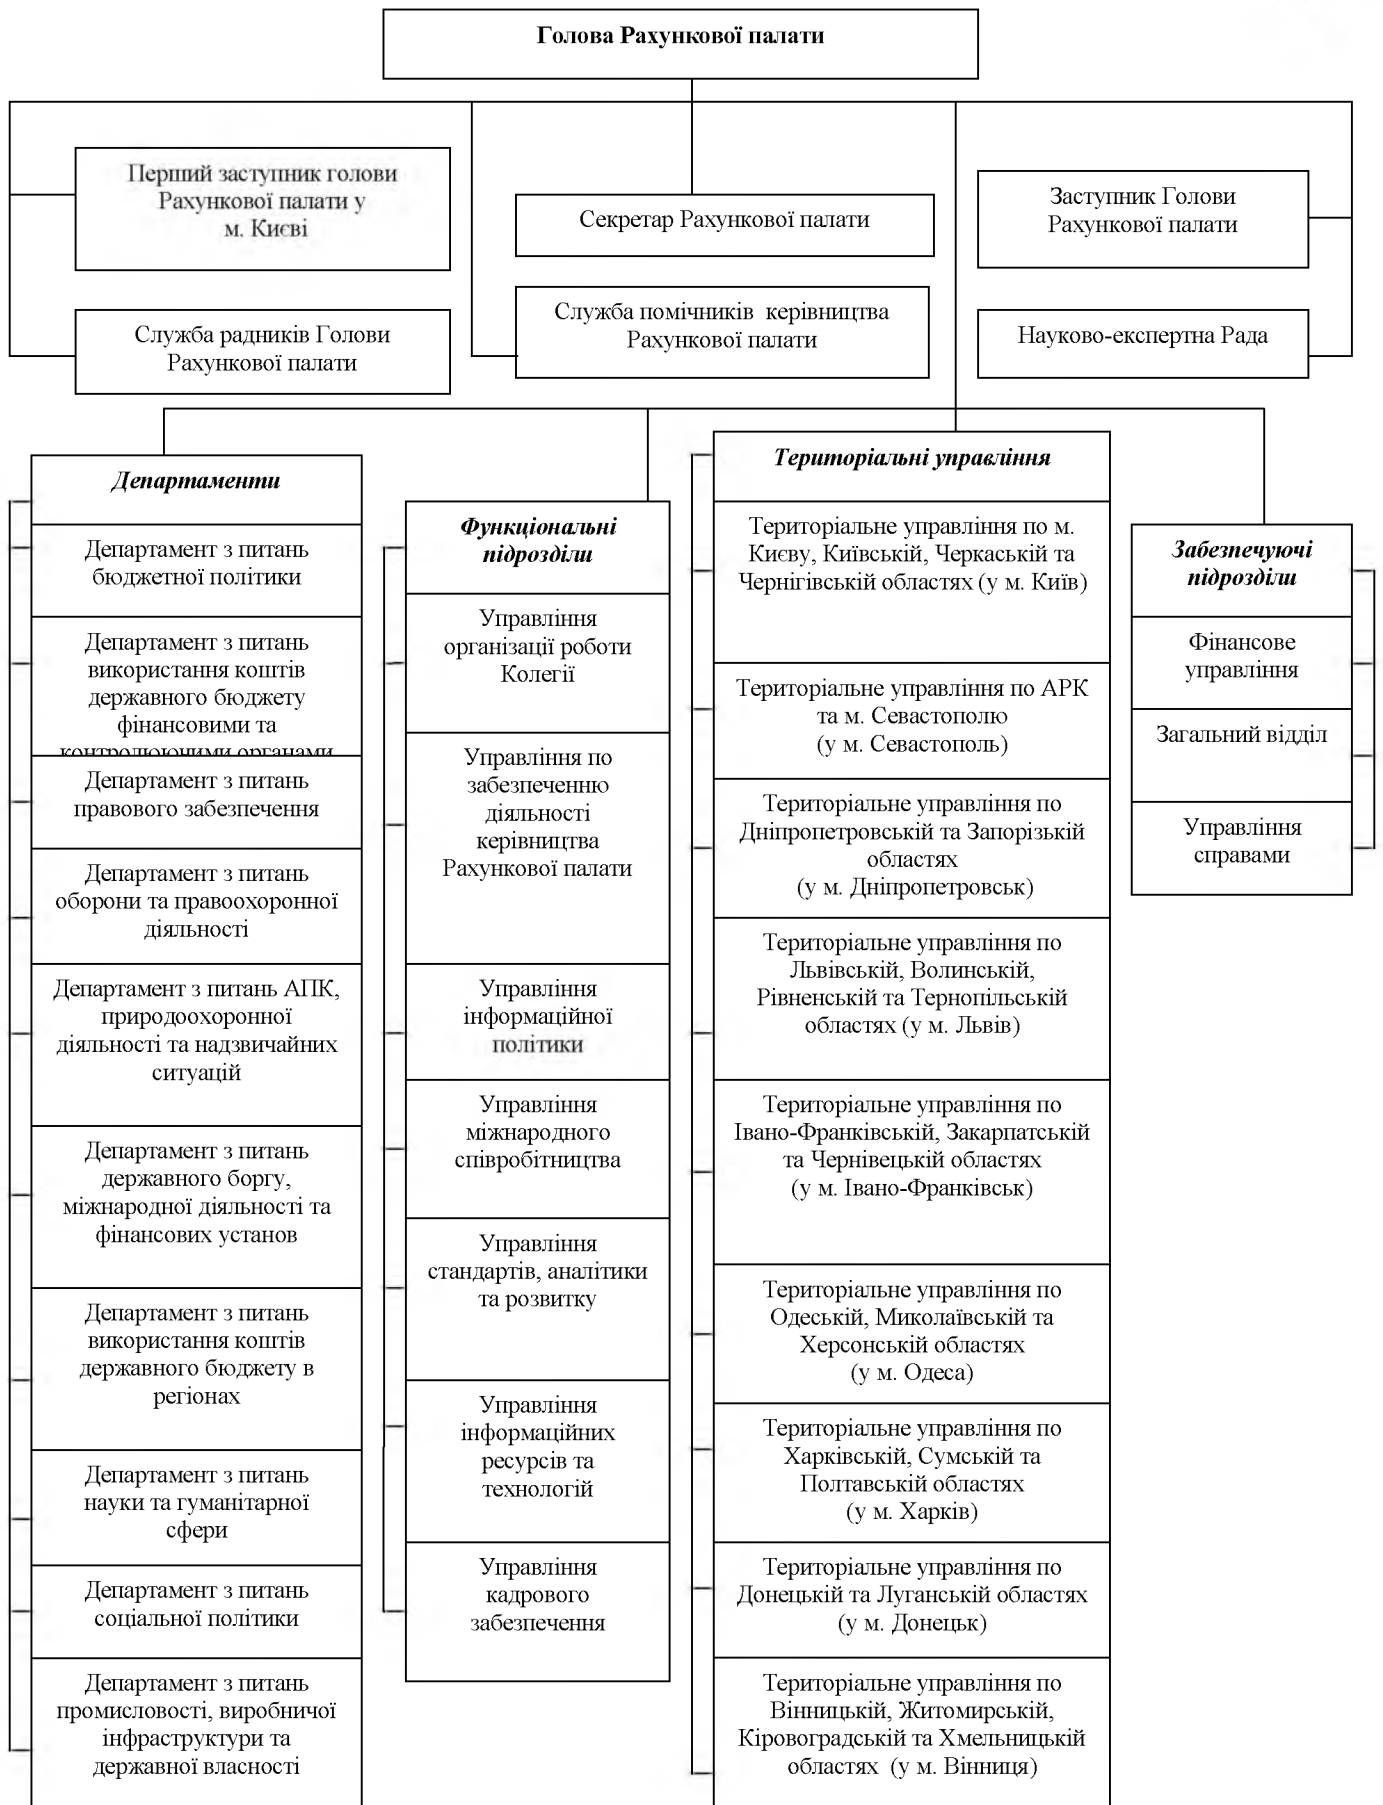 Голова Рахункової палати
Перший заступник голови
Рахункової палати у
м. Києві
Секретар Рахункової палати
Заступник Голови
Рахункової палати
Служба радників Голови
Рахункової палати
Служба помічників керівництва
Рахункової палати
Науково-експертна Рада
Департаменти
Департамент з питань
бюджетної політики
Департамент з питань
використання коштів
державного бюджету
фінансовими та
контролюючими органами
Департамент з питань
правового забезпечення
Департамент з питань
оборони та правоохоронної
діяльності
Департамент з питань АПК,
природоохоронної
діяльності та надзвичайних
ситуацій
Департамент з питань
державного боргу,
міжнародної діяльності та
фінансових установ
Департамент з питань
використання коштів
державного бюджету в
регіонах
Департамент з питань
науки та гуманітарної
сфери
Департамент з питань
соціальної політики
Департамент з питань
промисловості, виробничої
інфраструктури та
державної власності
Функціональні
підрозділи
Управління
організації роботи
Колегії
Управління по
забезпеченню
діяльності
керівництва
Рахункової палати
Управління
інформаційної
політики
Управління
міжнародного
співробітництва
Управління
стандартів, аналітики
та розвитку
Управління
інформаційних
ресурсів та
технологій
Управління
кадрового
забезпечення
Територіальні управління
Територіальне управління по м.
Києву, Київській, Черкаській та
Чернігівській областях (у м. Київ)
Територіальне управління по АРК
та м. Севастополю
(у м. Севастополь)
Територіальне управління по
Дніпропетровській та Запорізькій
областях
(у м. Дніпропетровськ)
Територіальне управління по
Львівській, Волинській,
Рівненській та Тернопільській
областях (у м. Львів)
Територіальне управління по
Івано-Франківській, Закарпатській
та Чернівецькій областях
(у м. Івано-Франківськ)
Територіальне управління по
Одеській, Миколаївській та
Херсонській областях
(у м. Одеса)
Територіальне управління по
Харківській, Сумській та
Полтавській областях
(у м. Харків)
Територіальне управління по
Донецькій та Луганській областях
(у м. Донецьк)
Територіальне управління по
Вінницькій, Житомирській,
Кіровоградській та Хмельницькій
областях (у м. Вінниця)
Забезпечуючі
підрозділи
Фінансове
управління
Загальний відділ
Управління
справами